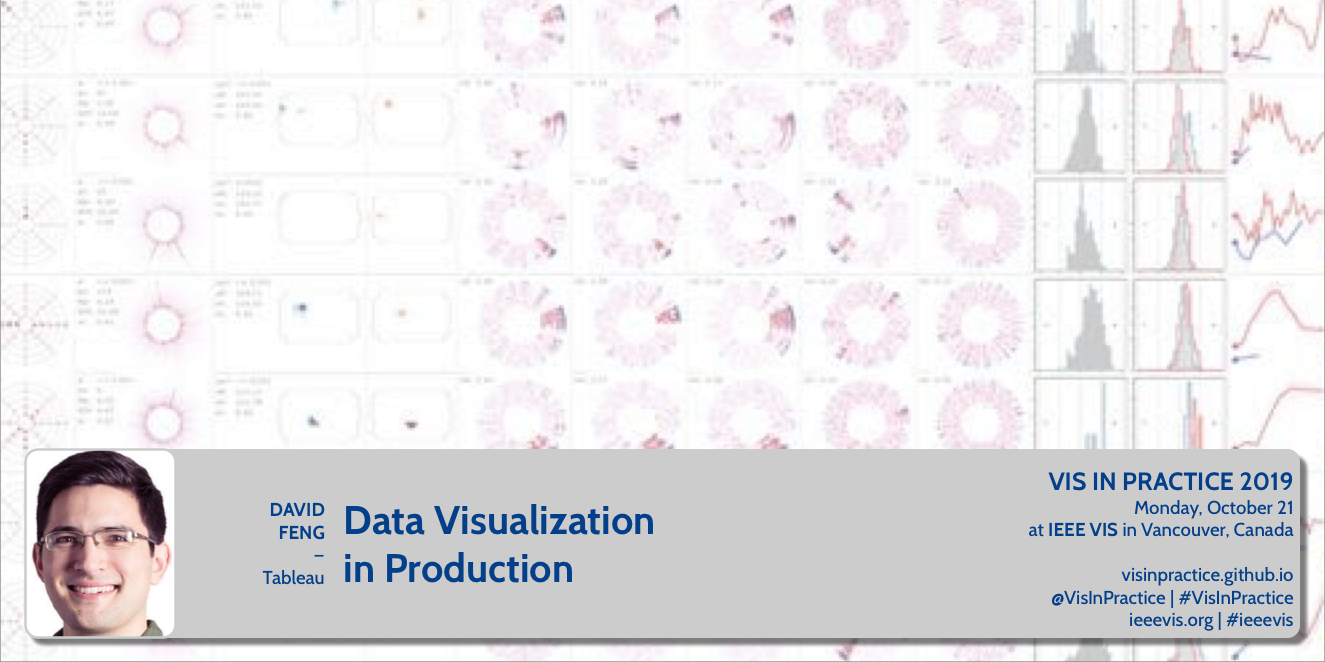 DAVID
FENG
–
Tableau
Data Visualization
in Production
VIS IN PRACTICE 2019
Monday, October 21
at IEEE VIS in Vancouver, Canada
visinpractice.github.io
@VisInPractice | #VisInPractice
ieeevis.org | #ieeevis